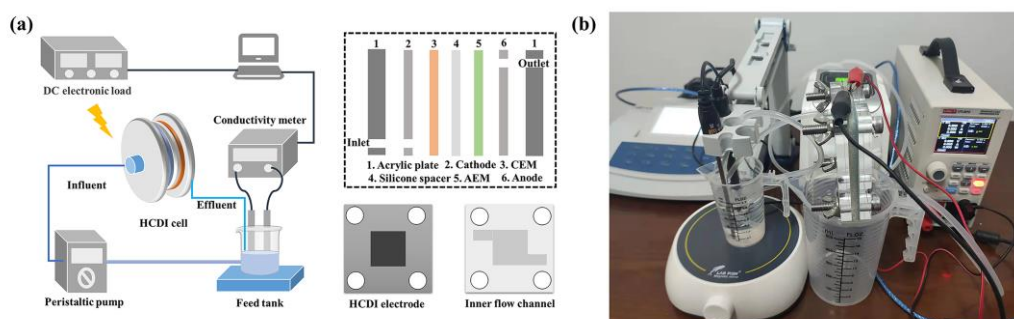 (a)
DC electronic load
Conductivity meter
Influent
Effluent
HCDI cell
Peristaltic pump
Feed tank
1 2 3 4 5 6 1
Outlet
Inlet
1. Acrylic plate 2. Cathode 3. CEM
4. Silicone spacer 5. AEM 6. Anode
HCDI electrode
Inner flow channel
(b)